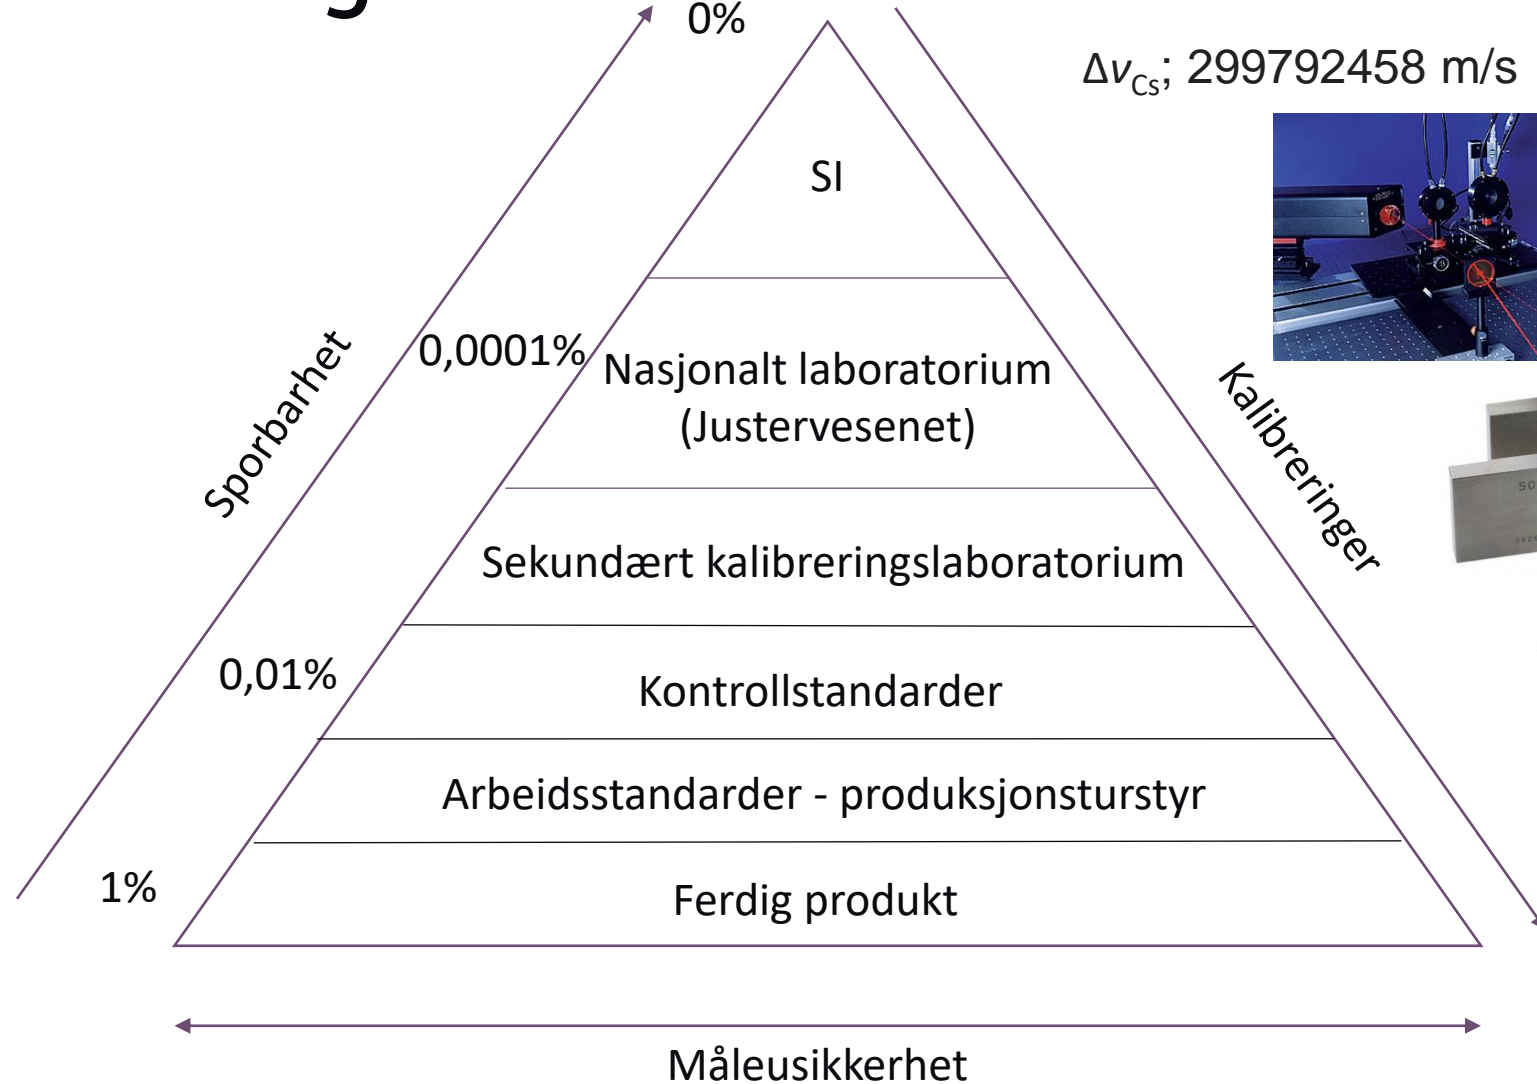 0%
Δν_Cs; 299792458 m/s
SI
0,0001%
Nasjonalt laboratorium
(Justervesenet)
Sporbarhet
Kalibreringer
50
Sekundært kalibreringslaboratorium
0,01%
Kontrollstandarder
Arbeidsstandarder - produksjonsturstyr
1%
Ferdig produkt
Måleusikkerhet